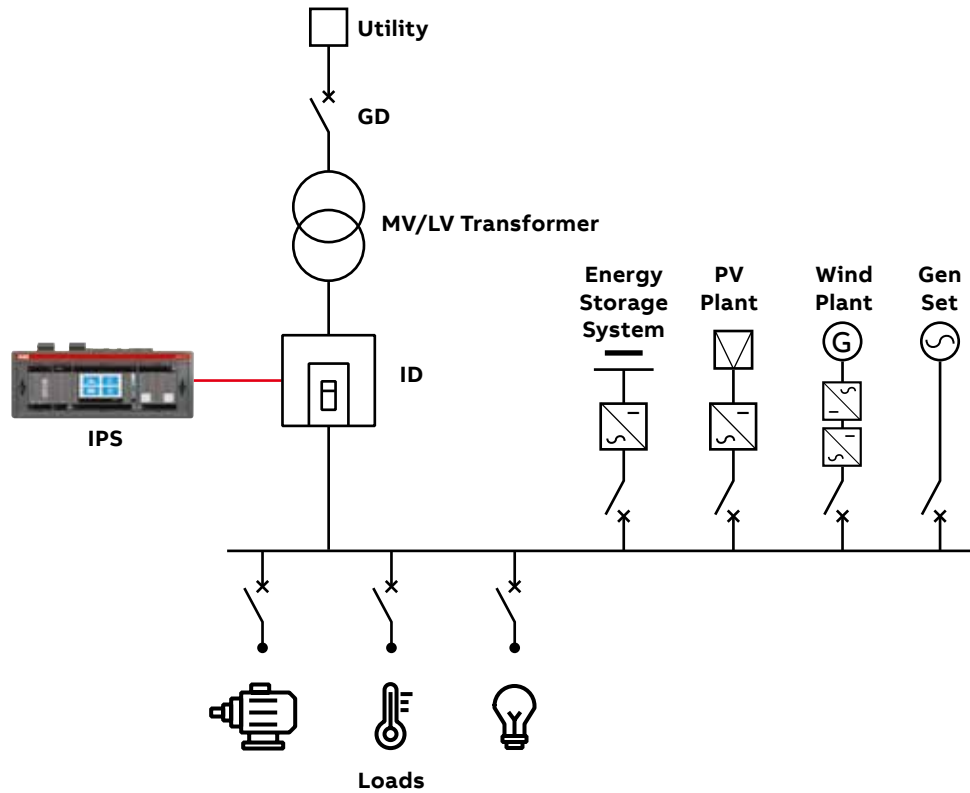 Utility
GD
MV/LV Transformer
Energy
Storage
System
PV
Plant
Wind
Plant
Gen
Set
G
ID
IPS
Loads